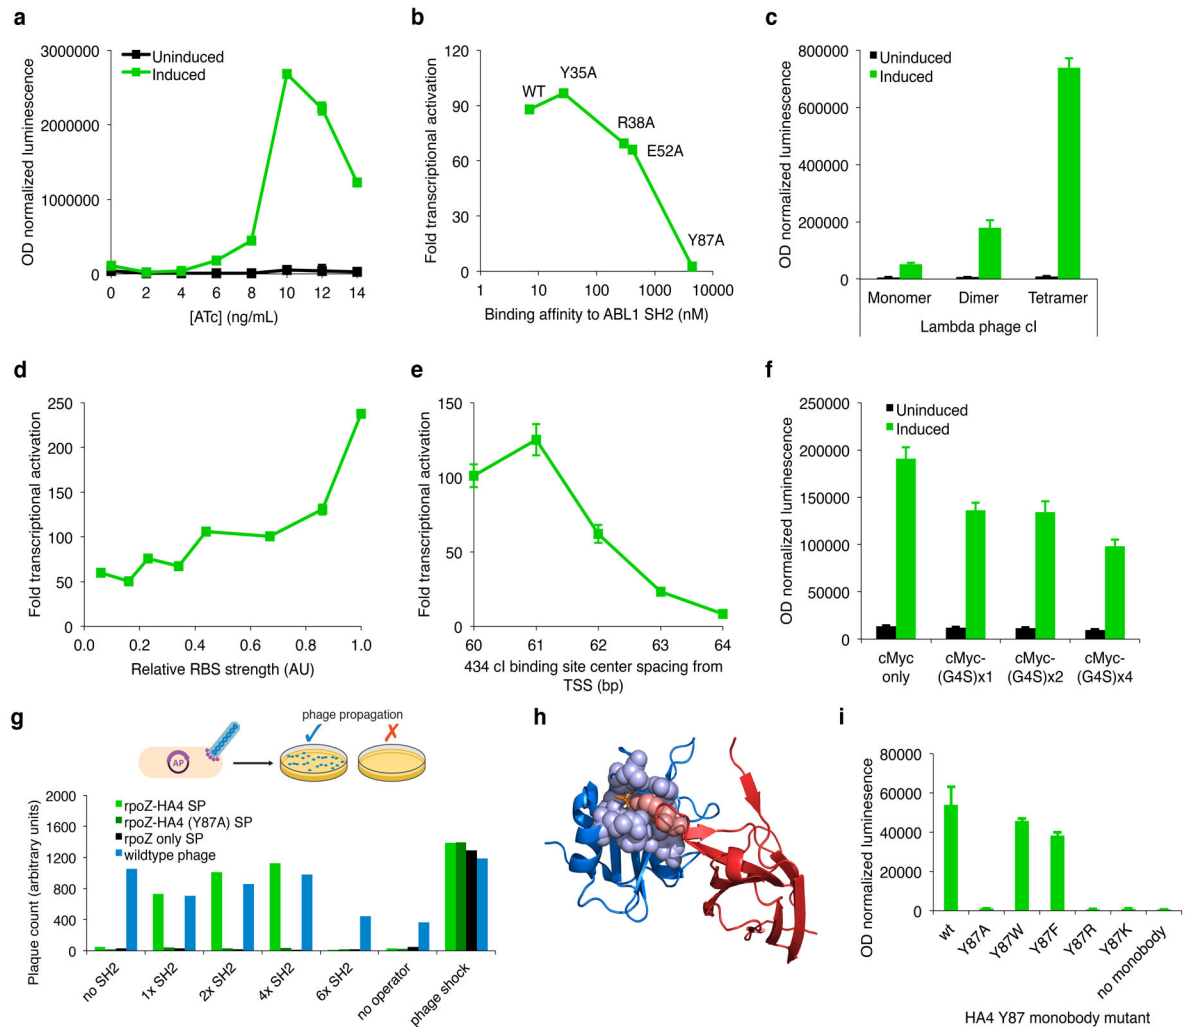 a
OD normalized luminescence
3000000
2000000
1000000
0
Uninduced
Induced
0 2 4 6 8 10 12 14
[ATc] (ng/mL)
b
Fold transcriptional activation
120
90
60
30
0
WT
Y35A
R38A
E52A
Y87A
1 10 100 1000 10000
Binding affinity to ABL1 SH2 (nM)
c
OD normalized luminescence
800000
600000
400000
200000
0
Uninduced
Induced
Monomer Dimer Tetramer
Lambda phage cI
d
Fold transcriptional activation
250
200
150
100
50
0
0.0 0.2 0.4 0.6 0.8 1.0
Relative RBS strength (AU)
e
Fold transcriptional activation
150
100
50
0
60 61 62 63 64
434 cI binding site center spacing from
TSS (bp)
f
OD normalized luminescence
250000
200000
150000
100000
50000
0
Uninduced
Induced
cMyc cMyc- cMyc- cMyc-
only (G4S)x1 (G4S)x2 (G4S)x4
g
phage propagation
AP
Plaque count (arbitrary units)
2000
1600
1200
800
400
0
rpoZ-HA4 SP
rpoZ-HA4 (Y87A) SP
rpoZ only SP
wildtype phage
no SH2
1x SH2
2x SH2
4x SH2
6x SH2
no operator
phage shock
h
i
OD normalized luminesence
80000
60000
40000
20000
0
wt
Y87A
Y87W
Y87F
Y87R
Y87K
no monobody
HA4 Y87 monobody mutant